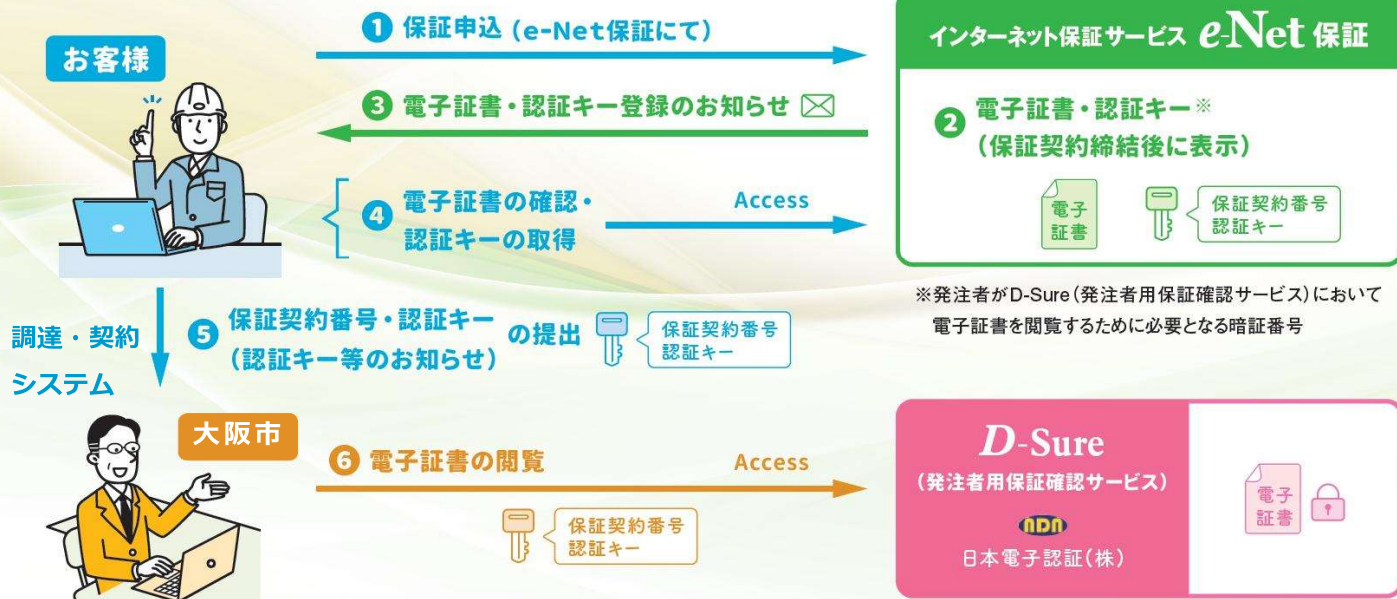 お客様
❶ 保証申込（e-Net保証にて）
インターネット保証サービス e-Net 保証
❸ 電子証書・認証キー登録のお知らせ
❷ 電子証書・認証キー※
（保証契約締結後に表示）
電子
証書
保証契約番号
認証キー
❹ 電子証書の確認・
認証キーの取得
Access
※発注者がD-Sure（発注者用保証確認サービス）において
電子証書を閲覧するために必要となる暗証番号
調達・契約
システム
❺ 保証契約番号・認証キー
（認証キー等のお知らせ）
の提出
保証契約番号
認証キー
大阪市
❻ 電子証書の閲覧
Access
保証契約番号
認証キー
D-Sure
（発注者用保証確認サービス）
NDN
日本電子認証（株）
電子
証書